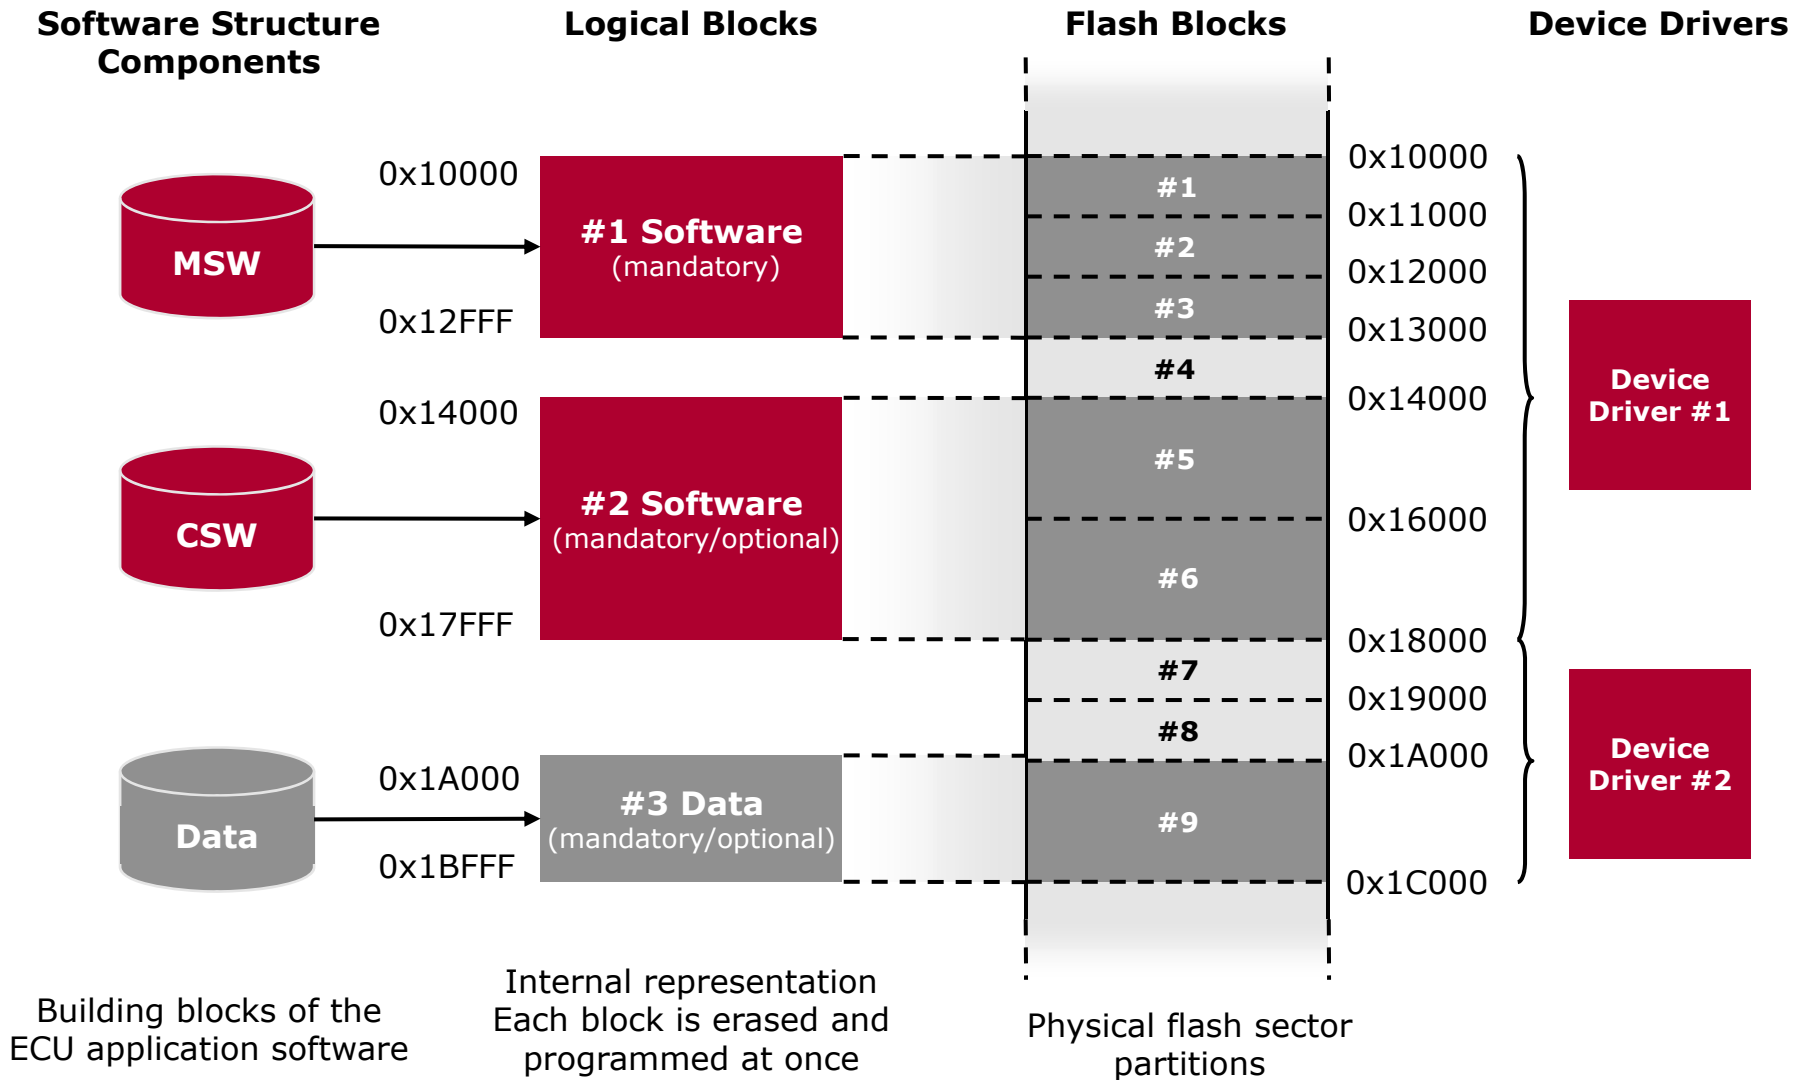 Software Structure
Components
Logical Blocks
Flash Blocks
Device Drivers
MSW
0x10000
0x12FFF
#1 Software
(mandatory)
CSW
0x14000
0x17FFF
#2 Software
(mandatory/optional)
Data
0x1A000
0x1BFFF
#3 Data
(mandatory/optional)
#1
#2
#3
#4
#5
#6
#7
#8
#9
0x10000
0x11000
0x12000
0x13000
0x14000
0x16000
0x18000
0x19000
0x1A000
0x1C000
Device
Driver #1
Device
Driver #2
Building blocks of the
ECU application software
Internal representation
Each block is erased and
programmed at once
Physical flash sector
partitions